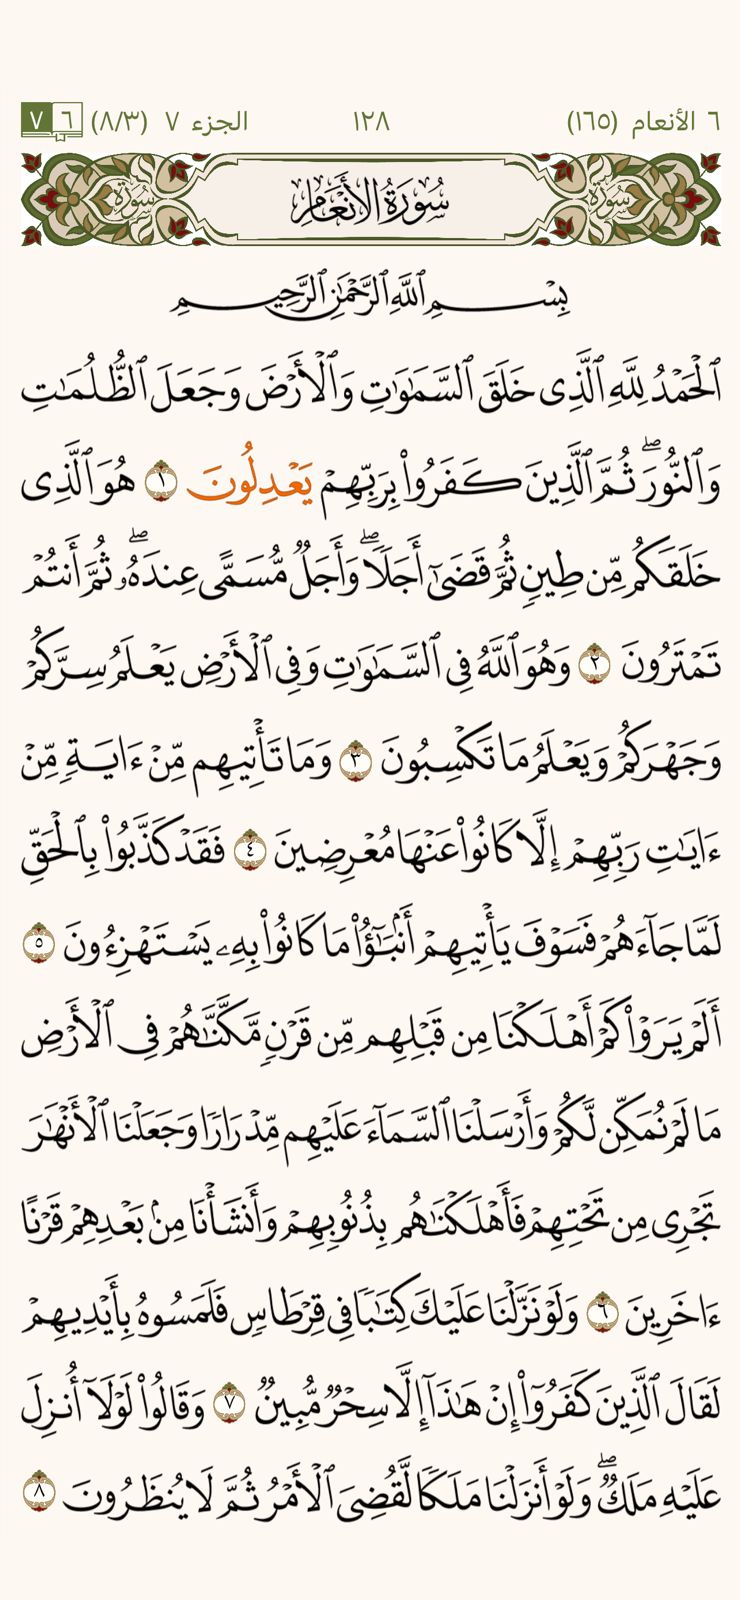 ٦ الأنعام (١٦٥) ١٢٨ الجزء ٧ (٨/٣) ٦ ٧
سورة سُورَةُ الأَنْعَامِ سورة
بِسْمِ ٱللَّهِ ٱلرَّحْمَٰنِ ٱلرَّحِيمِ
ٱلْحَمْدُ لِلَّهِ ٱلَّذِى خَلَقَ ٱلسَّمَٰوَٰتِ وَٱلْأَرْضَ وَجَعَلَ ٱلظُّلُمَٰتِ
وَٱلنُّورَ ۖ ثُمَّ ٱلَّذِينَ كَفَرُوا۟ بِرَبِّهِمْ يَعْدِلُونَ ١ هُوَ ٱلَّذِى
خَلَقَكُم مِّن طِينٍ ثُمَّ قَضَىٰٓ أَجَلًا ۖ وَأَجَلٌ مُّسَمًّى عِندَهُۥ ۖ ثُمَّ أَنتُمْ
تَمْتَرُونَ ٢ وَهُوَ ٱللَّهُ فِى ٱلسَّمَٰوَٰتِ وَفِى ٱلْأَرْضِ يَعْلَمُ سِرَّكُمْ
وَجَهْرَكُمْ وَيَعْلَمُ مَا تَكْسِبُونَ ٣ وَمَا تَأْتِيهِم مِّنْ ءَايَةٍ مِّنْ
ءَايَٰتِ رَبِّهِمْ إِلَّا كَانُوا۟ عَنْهَا مُعْرِضِينَ ٤ فَقَدْ كَذَّبُوا۟ بِٱلْحَقِّ
لَمَّا جَآءَهُمْ فَسَوْفَ يَأْتِيهِمْ أَنۢبَٰٓؤُا۟ مَا كَانُوا۟ بِهِۦ يَسْتَهْزِءُونَ ٥
أَلَمْ يَرَوْا۟ كَمْ أَهْلَكْنَا مِن قَبْلِهِم مِّن قَرْنٍ مَّكَّنَّٰهُمْ فِى ٱلْأَرْضِ
مَا لَمْ نُمَكِّن لَّكُمْ وَأَرْسَلْنَا ٱلسَّمَآءَ عَلَيْهِم مِّدْرَارًا وَجَعَلْنَا ٱلْأَنْهَٰرَ
تَجْرِى مِن تَحْتِهِمْ فَأَهْلَكْنَٰهُم بِذُنُوبِهِمْ وَأَنشَأْنَا مِنۢ بَعْدِهِمْ قَرْنًا
ءَاخَرِينَ ٦ وَلَوْ نَزَّلْنَا عَلَيْكَ كِتَٰبًا فِى قِرْطَاسٍ فَلَمَسُوهُ بِأَيْدِيهِمْ
لَقَالَ ٱلَّذِينَ كَفَرُوٓا۟ إِنْ هَٰذَآ إِلَّا سِحْرٌ مُّبِينٌ ٧ وَقَالُوا۟ لَوْلَآ أُنزِلَ
عَلَيْهِ مَلَكٌ ۖ وَلَوْ أَنزَلْنَا مَلَكًا لَّقُضِىَ ٱلْأَمْرُ ثُمَّ لَا يُنظَرُونَ ٨